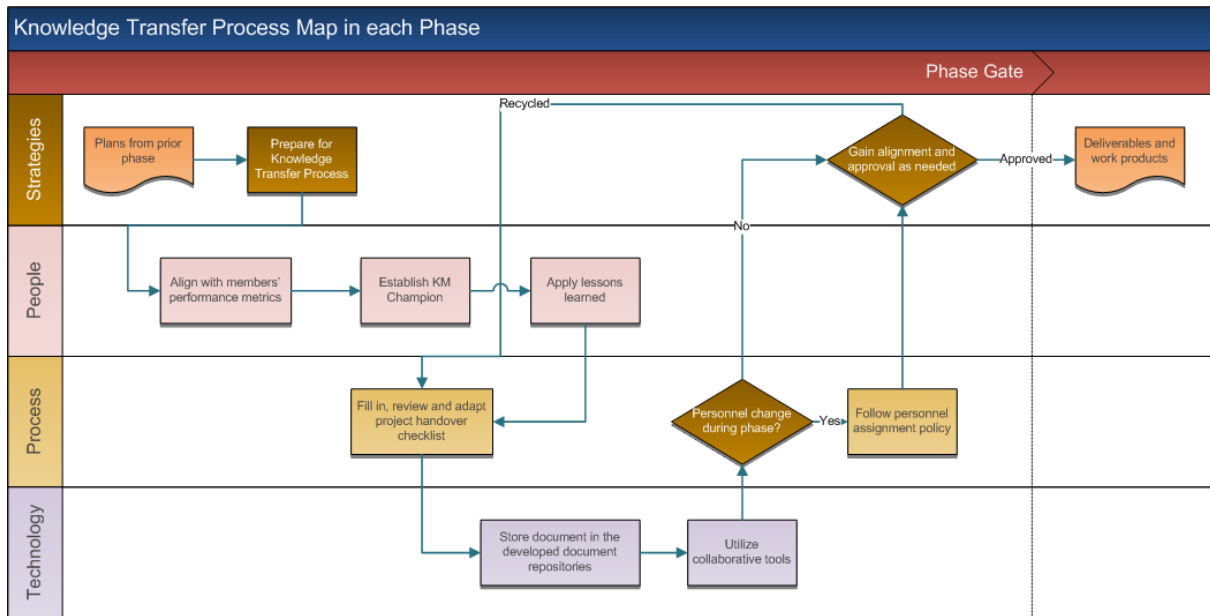 Knowledge Transfer Process Map in each Phase
Phase Gate
Strategies
Plans from prior
phase
Prepare for
Knowledge
Transfer Process
Recycled
Gain alignment and
approval as needed
Approved
Deliverables and
work products
No
People
Align with members'
performance metrics
Establish KM
Champion
Apply lessons
learned
Process
Fill in, review and adapt
project handover
checklist
Personnel change
during phase?
Yes
Follow personnel
assignment policy
Technology
Store document in the
developed document
repositories
Utilize
collaborative tools